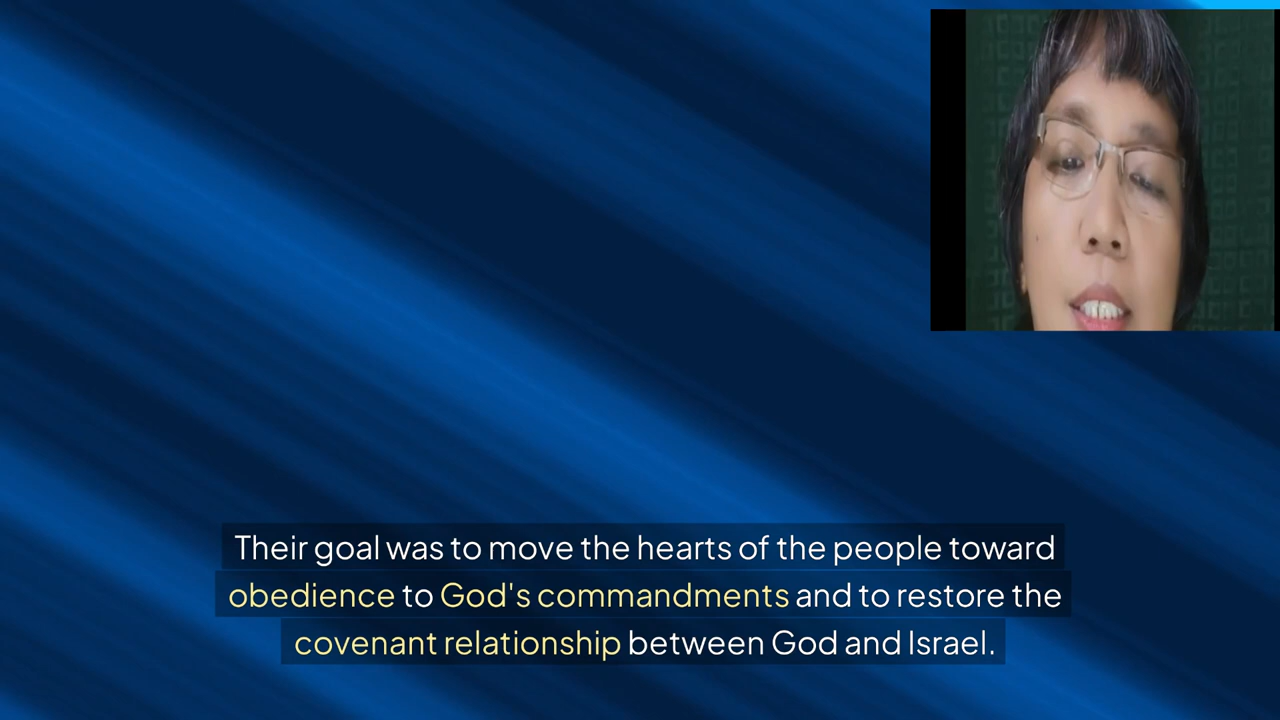 Their goal was to move the hearts of the people toward
obedience to God's commandments and to restore the
covenant relationship between God and Israel.